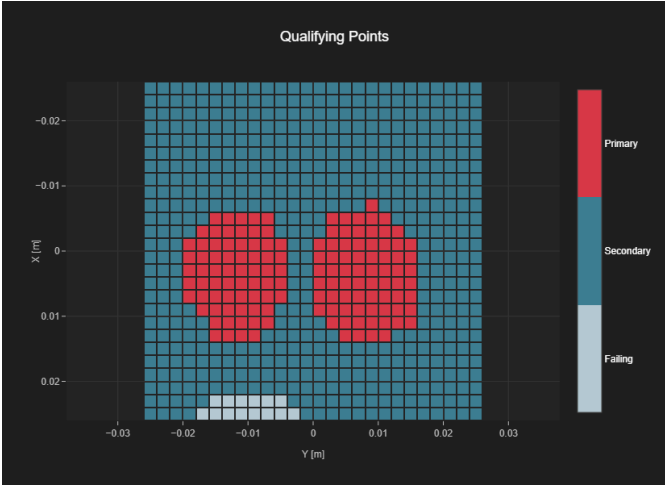 Qualifying Points
−0.02
−0.01
0
0.01
0.02
X [m]
−0.03
−0.02
−0.01
0
0.01
0.02
0.03
Y [m]
Primary
Secondary
Failing